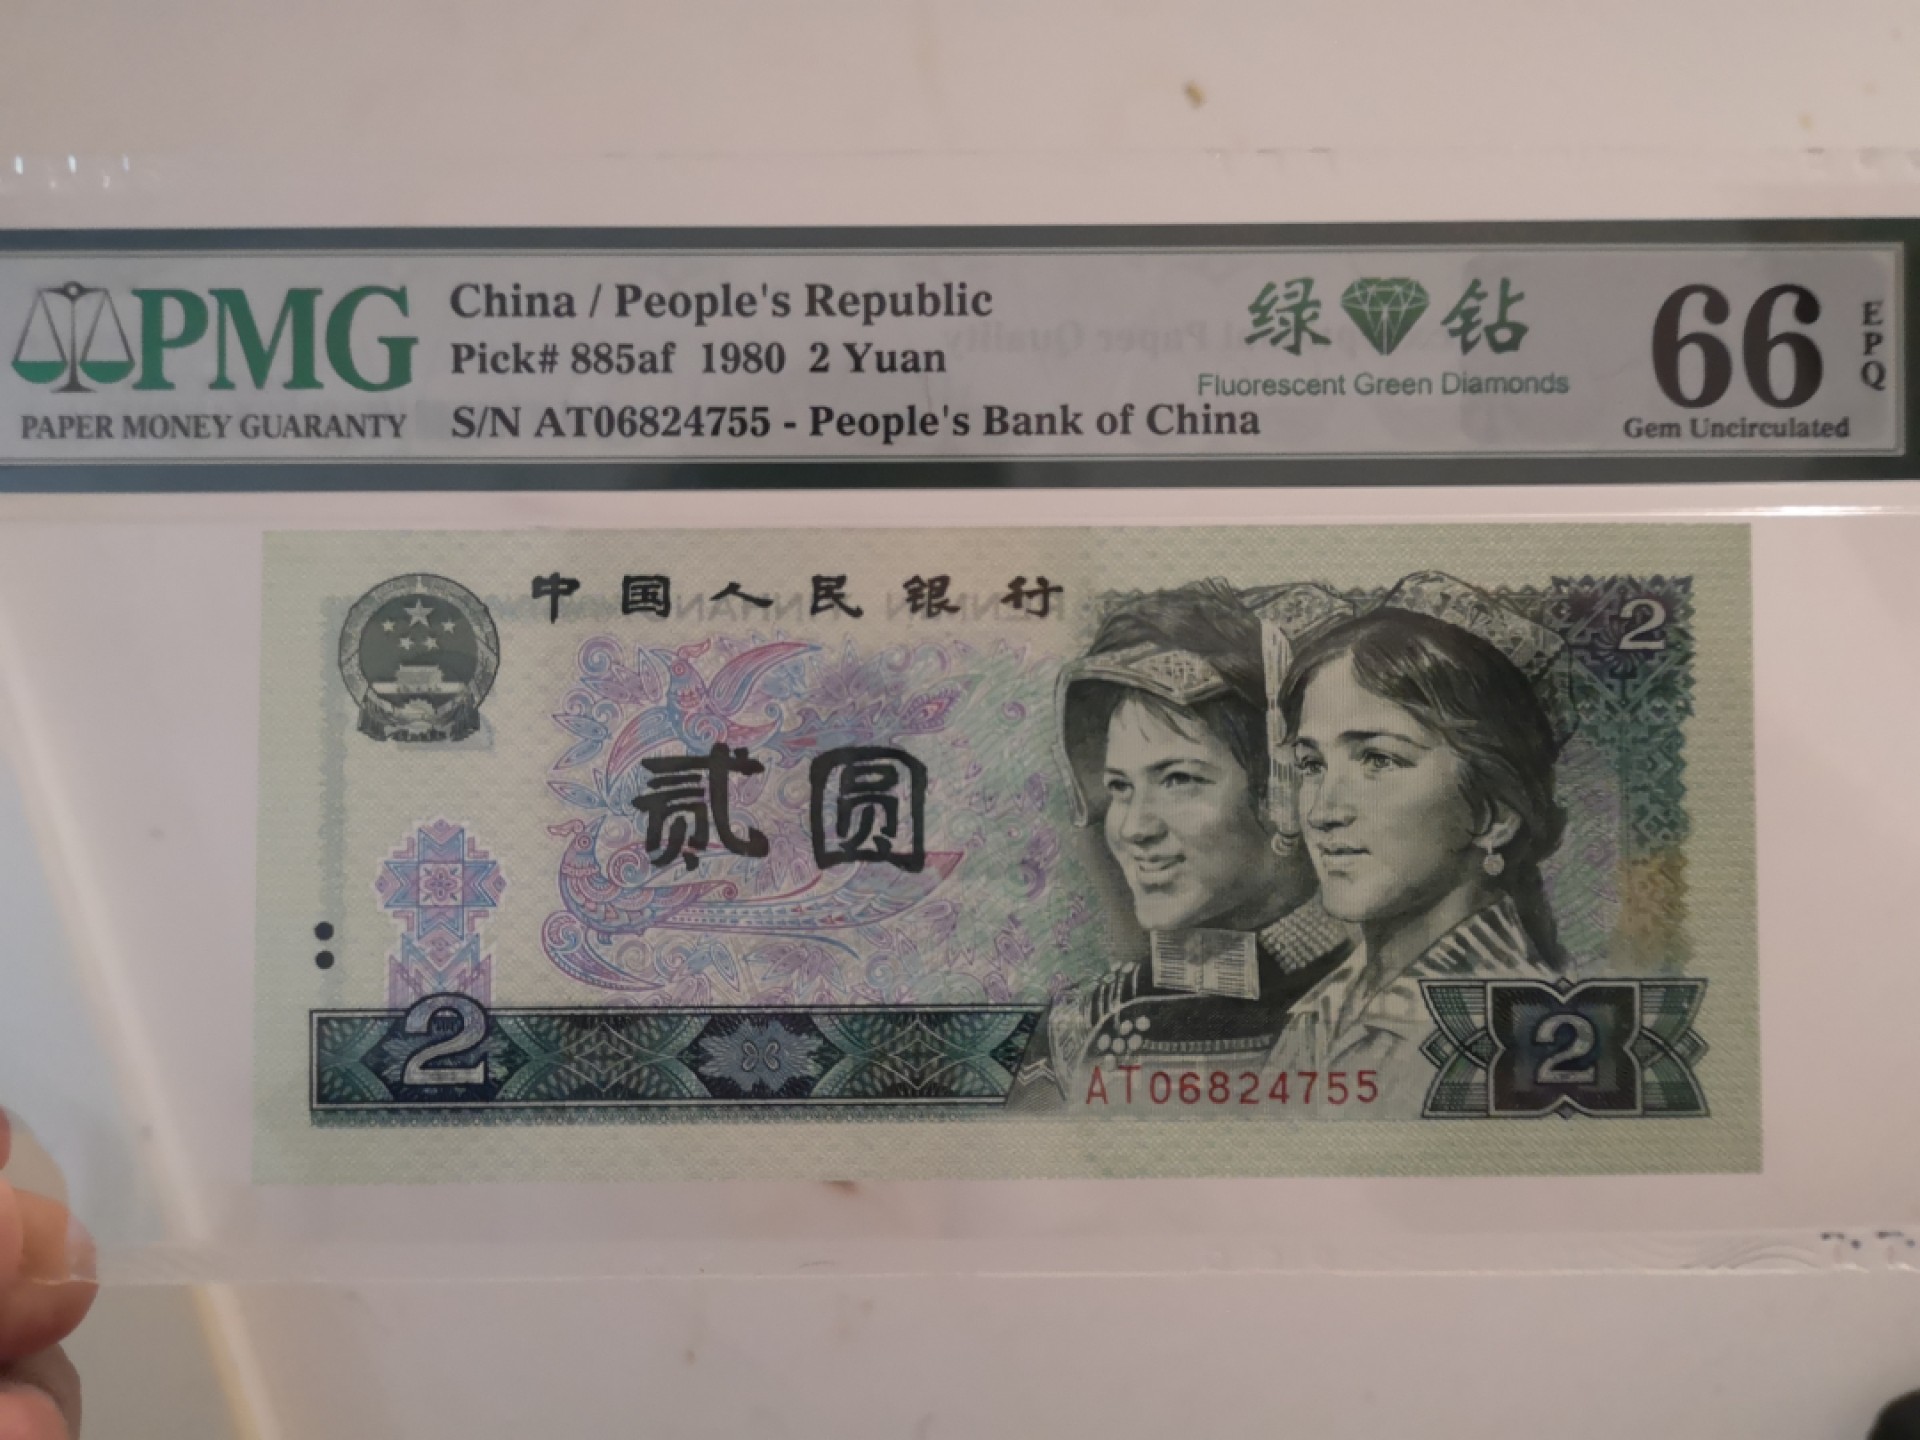 PMG
PAPER MONEY GUARANTY
China / People's Republic
Pick# 885af 1980 2 Yuan
S/N AT06824755 - People's Bank of China
绿 钻
Fluorescent Green Diamonds
66
EPQ
Gem Uncirculated
中国人民银行
2
贰圆
2
AT06824755
2